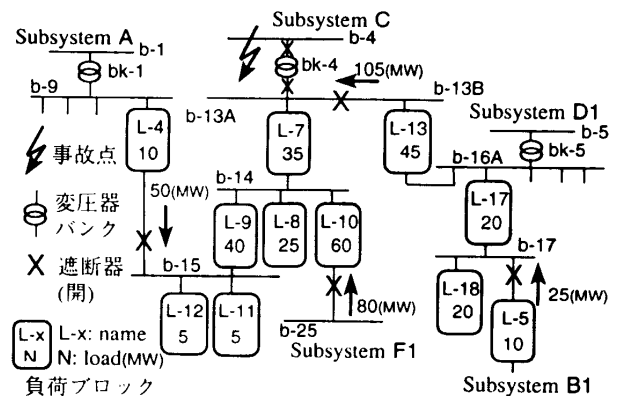 Subsystem C
Subsystem A
b-1
b-4
bk-1
bk-4
105(MW)
b-9
b-13A
b-13B
Subsystem D1
b-5
bk-5
L-4
10
L-7
35
L-13
45
b-16A
事故点
50(MW)
b-14
L-17
20
変圧器
バンク
L-9
40
L-8
25
L-10
60
b-17
遮断器
(開)
b-15
L-18
20
25(MW)
L-12
5
L-11
5
80(MW)
L-5
10
b-25
L-x
N
L-x: name
N: load(MW)
負荷ブロック
Subsystem F1
Subsystem B1